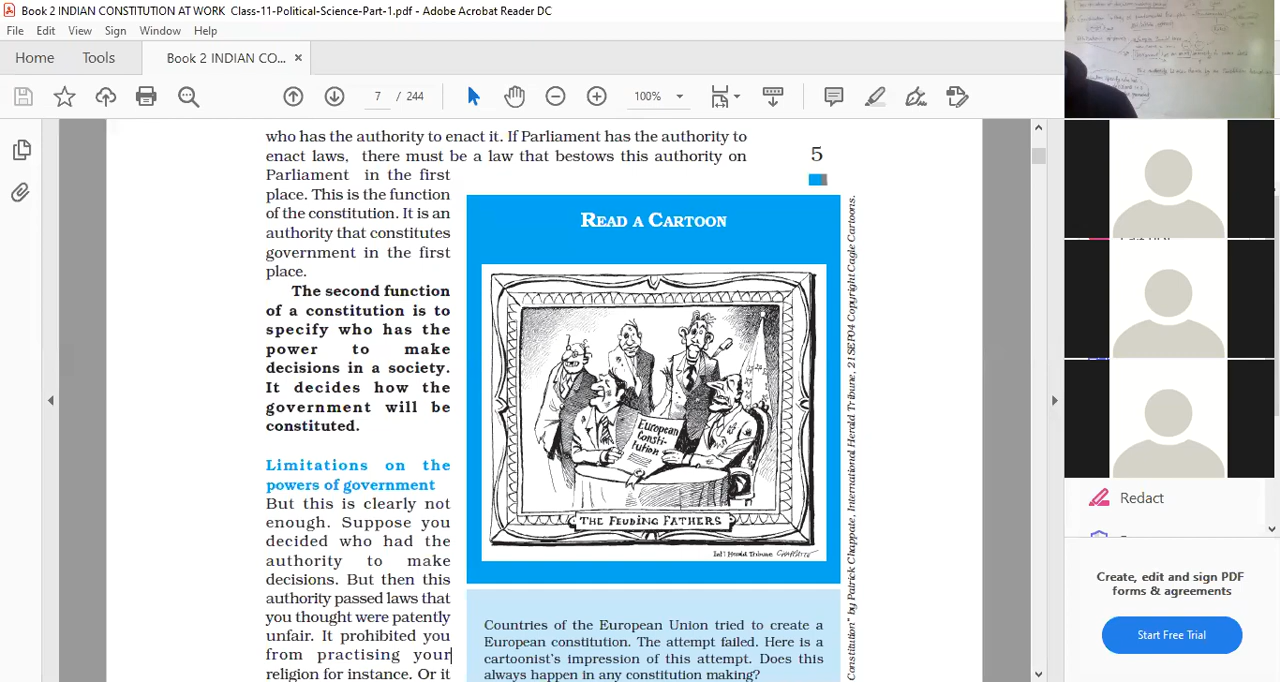 Book 2 INDIAN CONSTITUTION AT WORK Class-11-Political-Science-Part-1.pdf - Adobe Acrobat Reader DC
File Edit View Sign Window Help
Home Tools Book 2 INDIAN CO... ×
7 / 244 100%
who has the authority to enact it. If Parliament has the authority to
enact laws, there must be a law that bestows this authority on
Parliament in the first
place. This is the function
of the constitution. It is an
authority that constitutes
government in the first
place.
The second function
of a constitution is to
specify who has the
power to make
decisions in a society.
It decides how the
government will be
constituted.
Limitations on the
powers of government
But this is clearly not
enough. Suppose you
decided who had the
authority to make
decisions. But then this
authority passed laws that
you thought were patently
unfair. It prohibited you
from practising your
religion for instance. Or it
5
READ A CARTOON
European
Consti-
tution
THE FEUDING FATHERS
Int'l Herald Tribune CHAPPATTE
Countries of the European Union tried to create a
European constitution. The attempt failed. Here is a
cartoonist's impression of this attempt. Does this
always happen in any constitution making?
Constitution" by Patrick Chappate, International Herald Tribune, 21SEP04 Copyright Cagle Cartoons.
Redact
Create, edit and sign PDF
forms & agreements
Start Free Trial